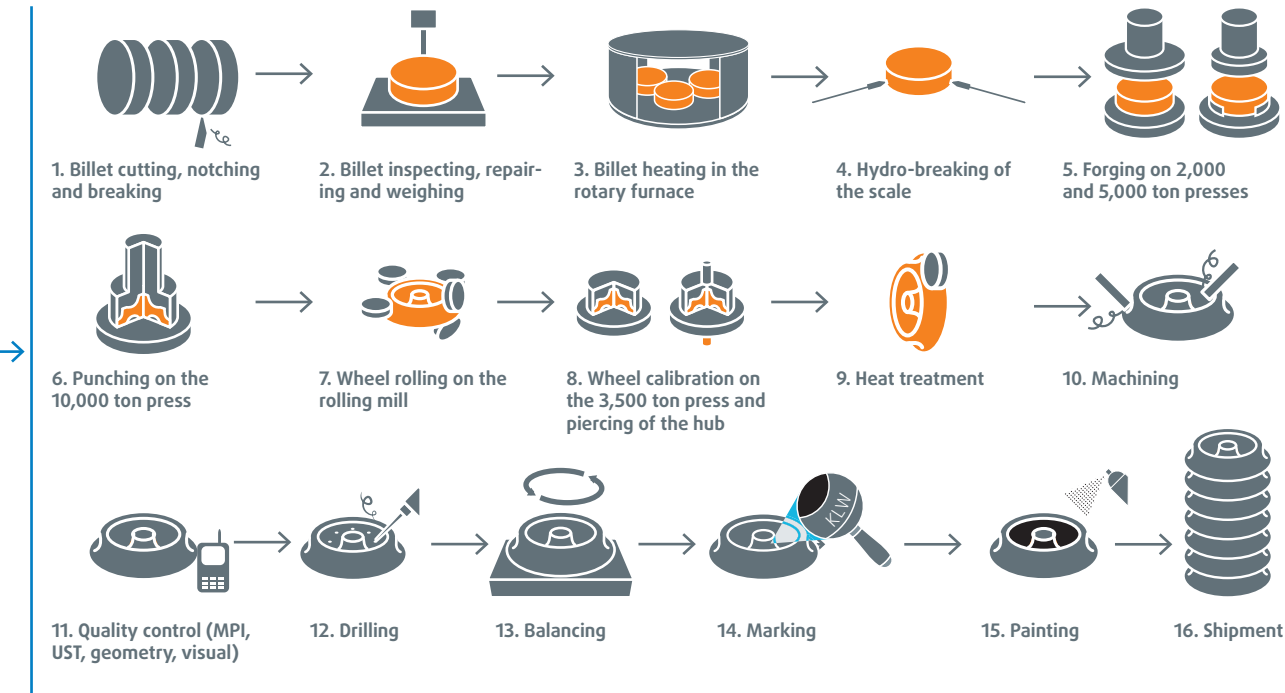 1. Billet cutting, notching
and breaking
2. Billet inspecting, repair-
ing and weighing
3. Billet heating in the
rotary furnace
4. Hydro-breaking of
the scale
5. Forging on 2,000
and 5,000 ton presses
6. Punching on the
10,000 ton press
7. Wheel rolling on the
rolling mill
8. Wheel calibration on
the 3,500 ton press and
piercing of the hub
9. Heat treatment
10. Machining
KLW
11. Quality control (MPI,
UST, geometry, visual)
12. Drilling
13. Balancing
14. Marking
15. Painting
16. Shipment